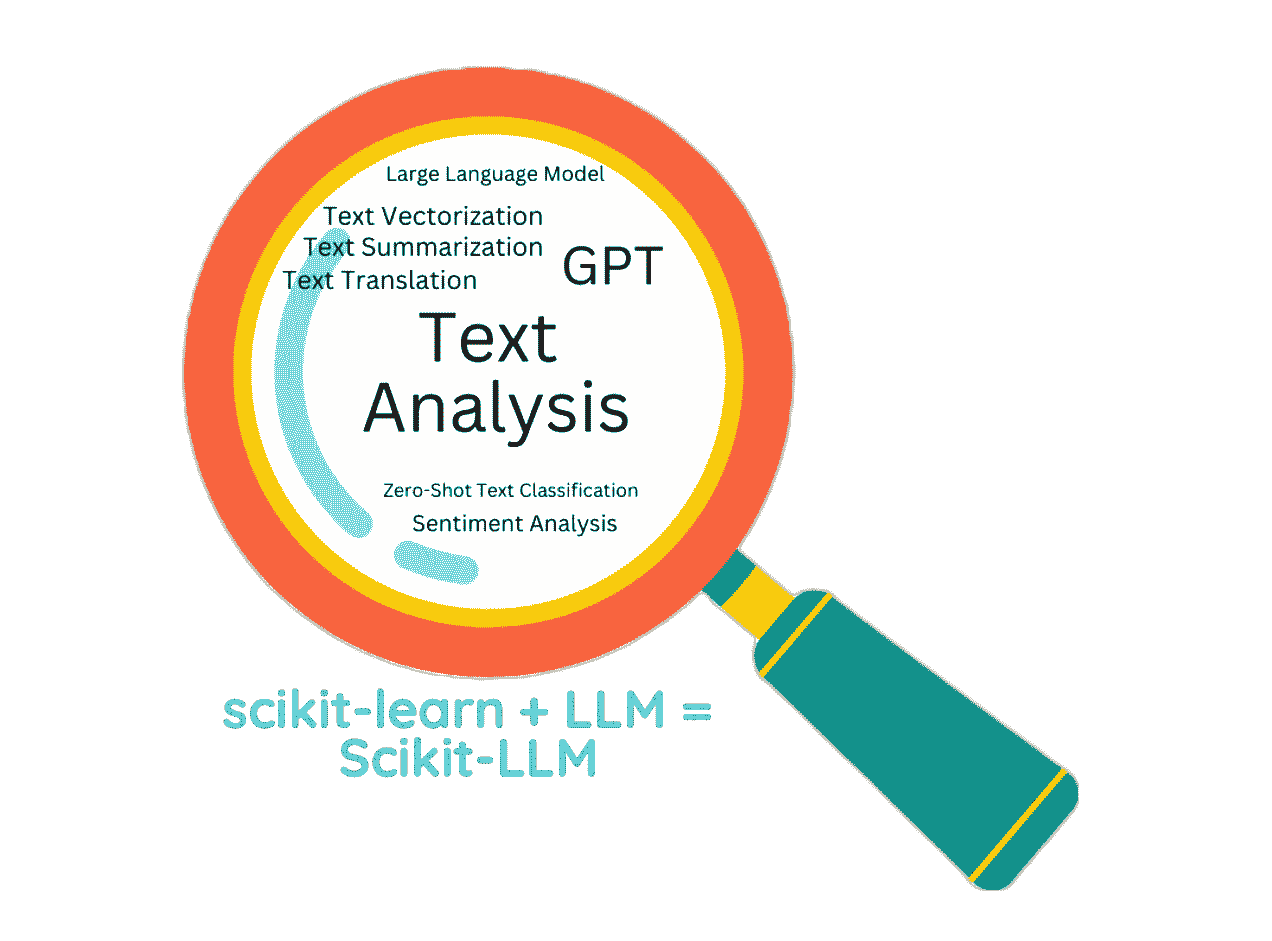 Large Language Model
Text Vectorization
Text Summarization
GPT
Text Translation
Text
Analysis
Zero-Shot Text Classification
Sentiment Analysis
scikit-learn + LLM =
Scikit-LLM